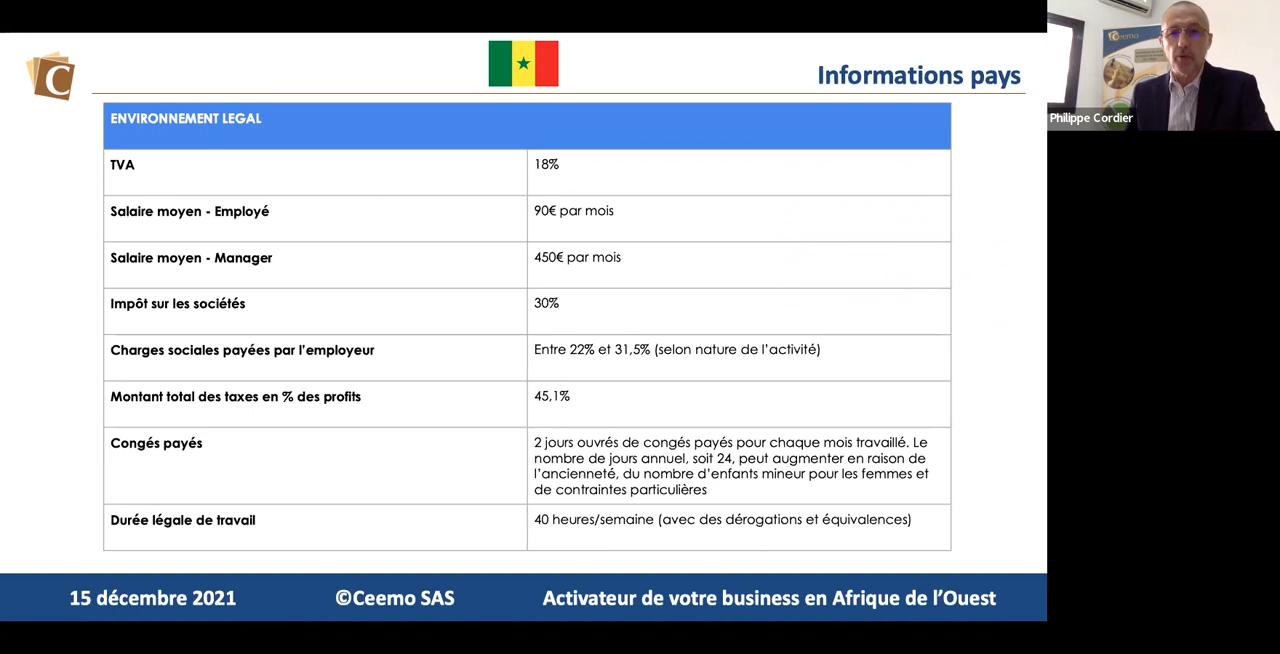 C
Informations pays
ENVIRONNEMENT LEGAL
TVA
18%
Salaire moyen - Employé
90€ par mois
Salaire moyen - Manager
450€ par mois
Impôt sur les sociétés
30%
Charges sociales payées par l’employeur
Entre 22% et 31,5% (selon nature de l’activité)
Montant total des taxes en % des profits
45,1%
Congés payés
2 jours ouvrés de congés payés pour chaque mois travaillé. Le
nombre de jours annuel, soit 24, peut augmenter en raison de
l’ancienneté, du nombre d’enfants mineur pour les femmes et
de contraintes particulières
Durée légale de travail
40 heures/semaine (avec des dérogations et équivalences)
15 décembre 2021
©Ceemo SAS
Activateur de votre business en Afrique de l’Ouest
Ceemo
Philippe Cordier